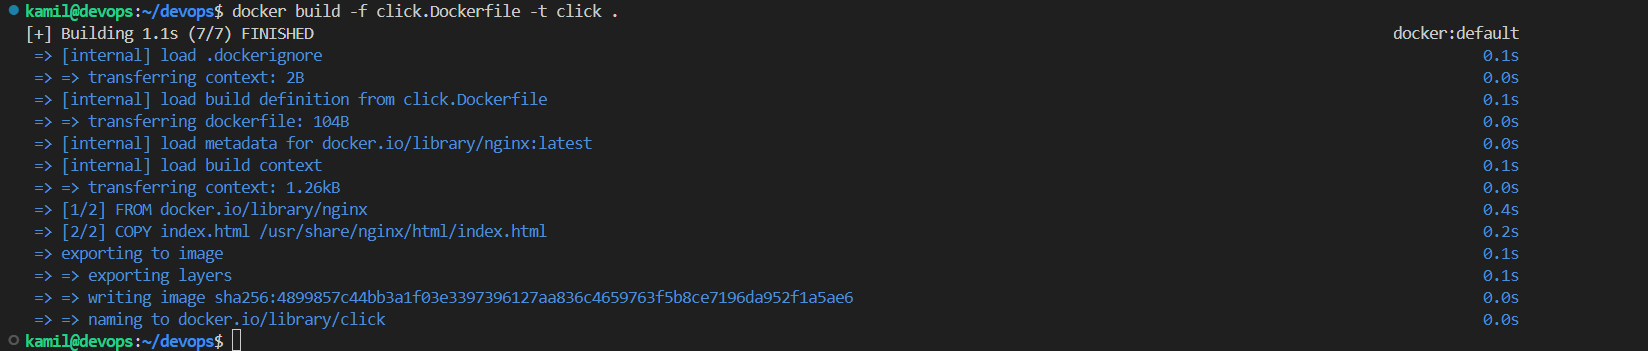 kamil@devops:~/devops$ docker build -f click.Dockerfile -t click .
[+] Building 1.1s (7/7) FINISHED docker:default
=> [internal] load .dockerignore 0.1s
=> => transferring context: 2B 0.0s
=> [internal] load build definition from click.Dockerfile 0.1s
=> => transferring dockerfile: 104B 0.0s
=> [internal] load metadata for docker.io/library/nginx:latest 0.0s
=> [internal] load build context 0.1s
=> => transferring context: 1.26kB 0.0s
=> [1/2] FROM docker.io/library/nginx 0.4s
=> [2/2] COPY index.html /usr/share/nginx/html/index.html 0.2s
=> exporting to image 0.1s
=> => exporting layers 0.1s
=> => writing image sha256:4899857c44bb3a1f03e3397396127aa836c4659763f5b8ce7196da952f1a5ae6 0.0s
=> => naming to docker.io/library/click 0.0s
kamil@devops:~/devops$